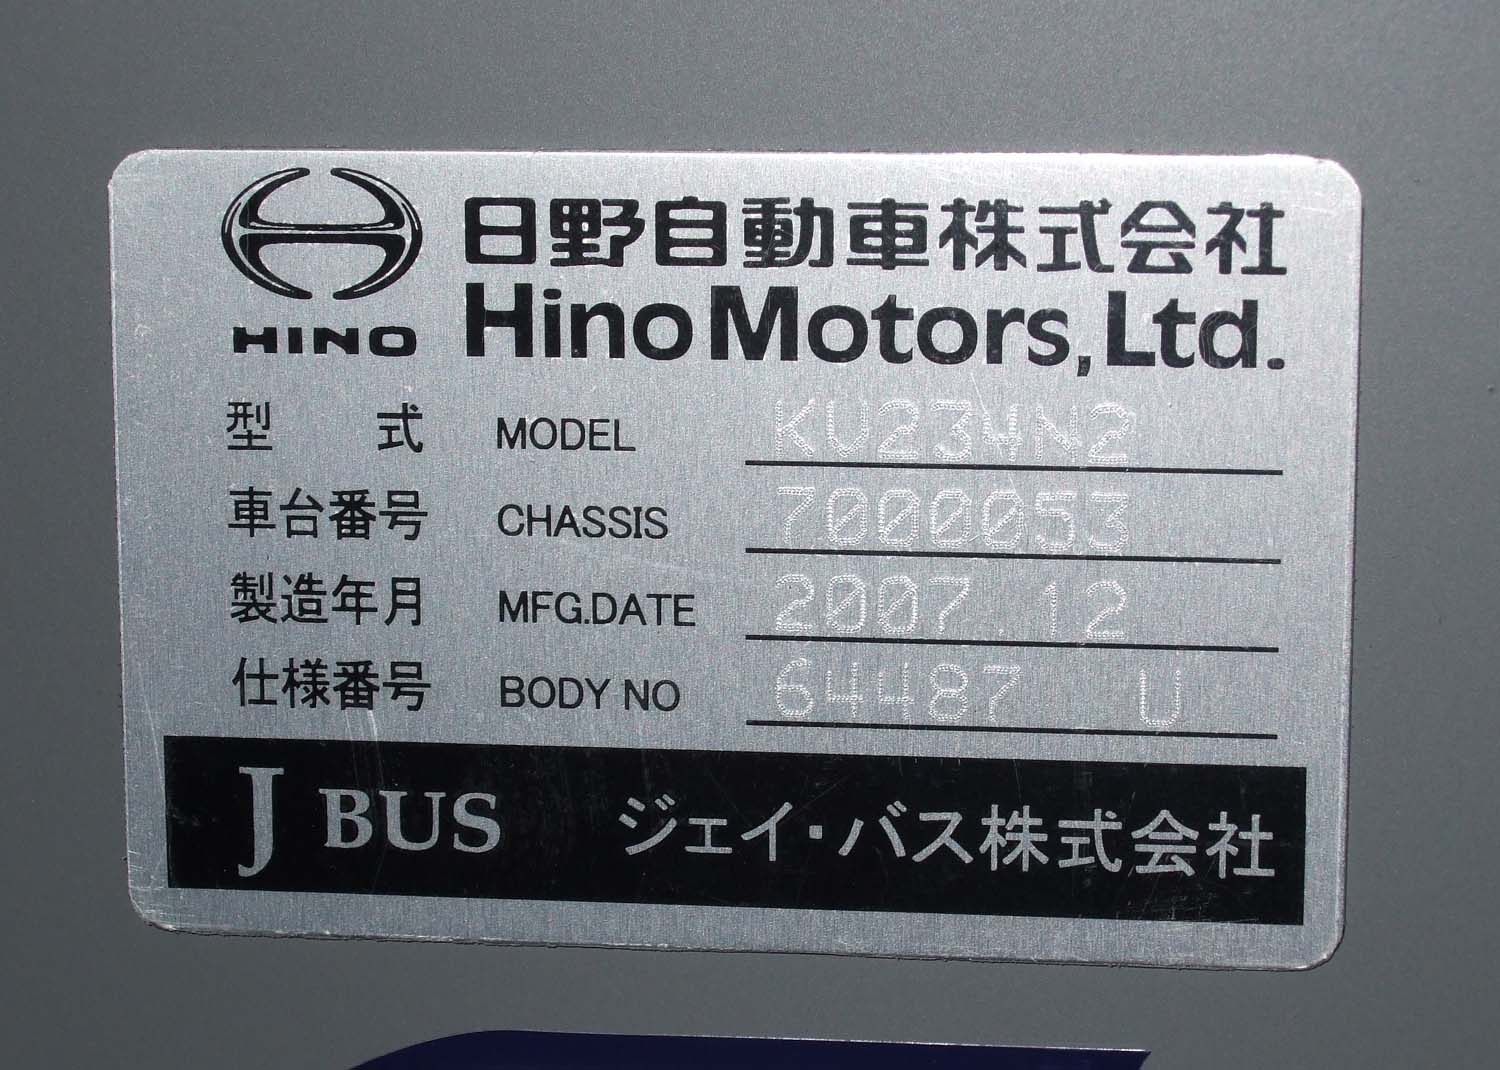 日野自動車株式会社
HINO Hino Motors, Ltd.
型 式 MODEL KV234N2
車台番号 CHASSIS 7000053
製造年月 MFG.DATE 2007.12
仕様番号 BODY NO 64487 U
J BUS ジェイ・バス株式会社